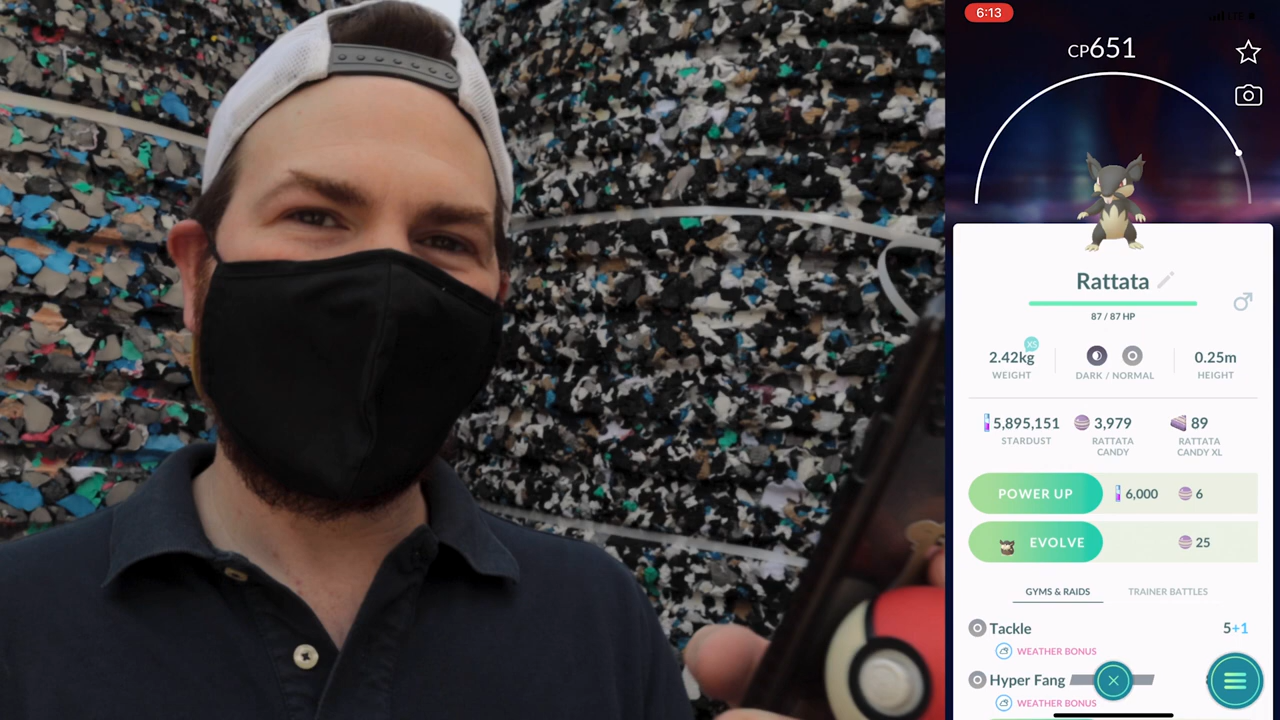 6:13
LTE
CP651
Rattata
87 / 87 HP
XS
2.42kg
WEIGHT
DARK / NORMAL
0.25m
HEIGHT
5,895,151
STARDUST
3,979
RATTATA
CANDY
89
RATTATA
CANDY XL
POWER UP
6,000
6
EVOLVE
25
GYMS & RAIDS
TRAINER BATTLES
Tackle
5+1
WEATHER BONUS
Hyper Fang
WEATHER BONUS